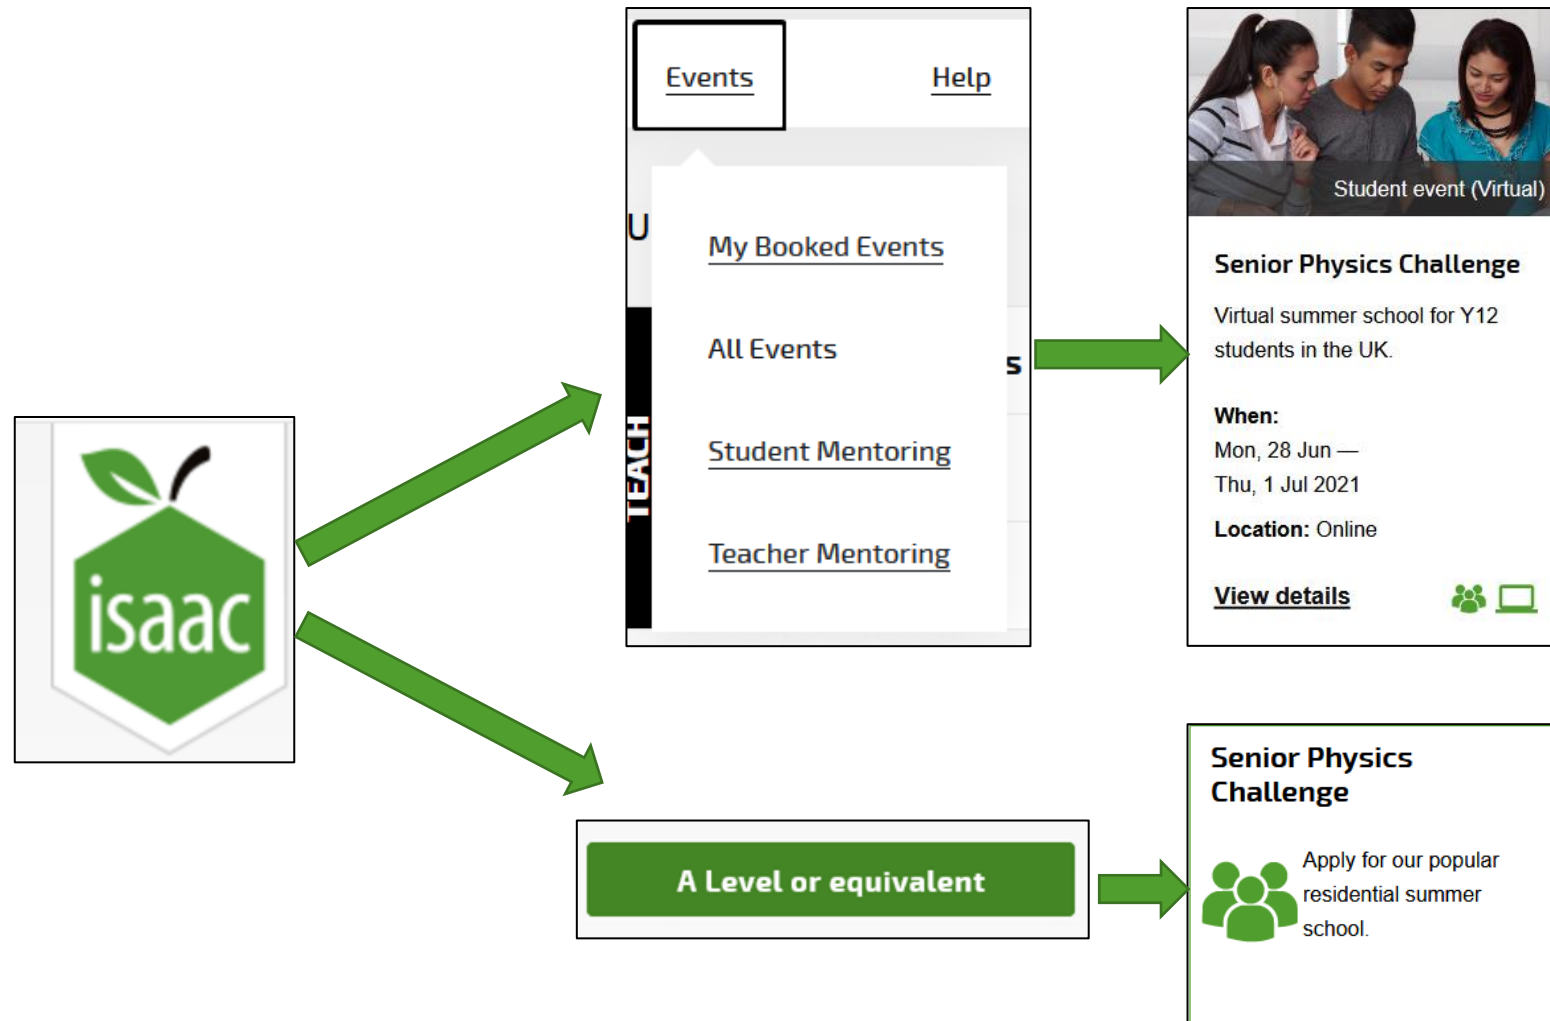 isaac
Events
Help
U
My Booked Events
All Events
s
Student Mentoring
TEACH
Teacher Mentoring
Student event (Virtual)
Senior Physics Challenge
Virtual summer school for Y12
students in the UK.
When:
Mon, 28 Jun —
Thu, 1 Jul 2021
Location: Online
View details
A Level or equivalent
Senior Physics
Challenge
Apply for our popular
residential summer
school.